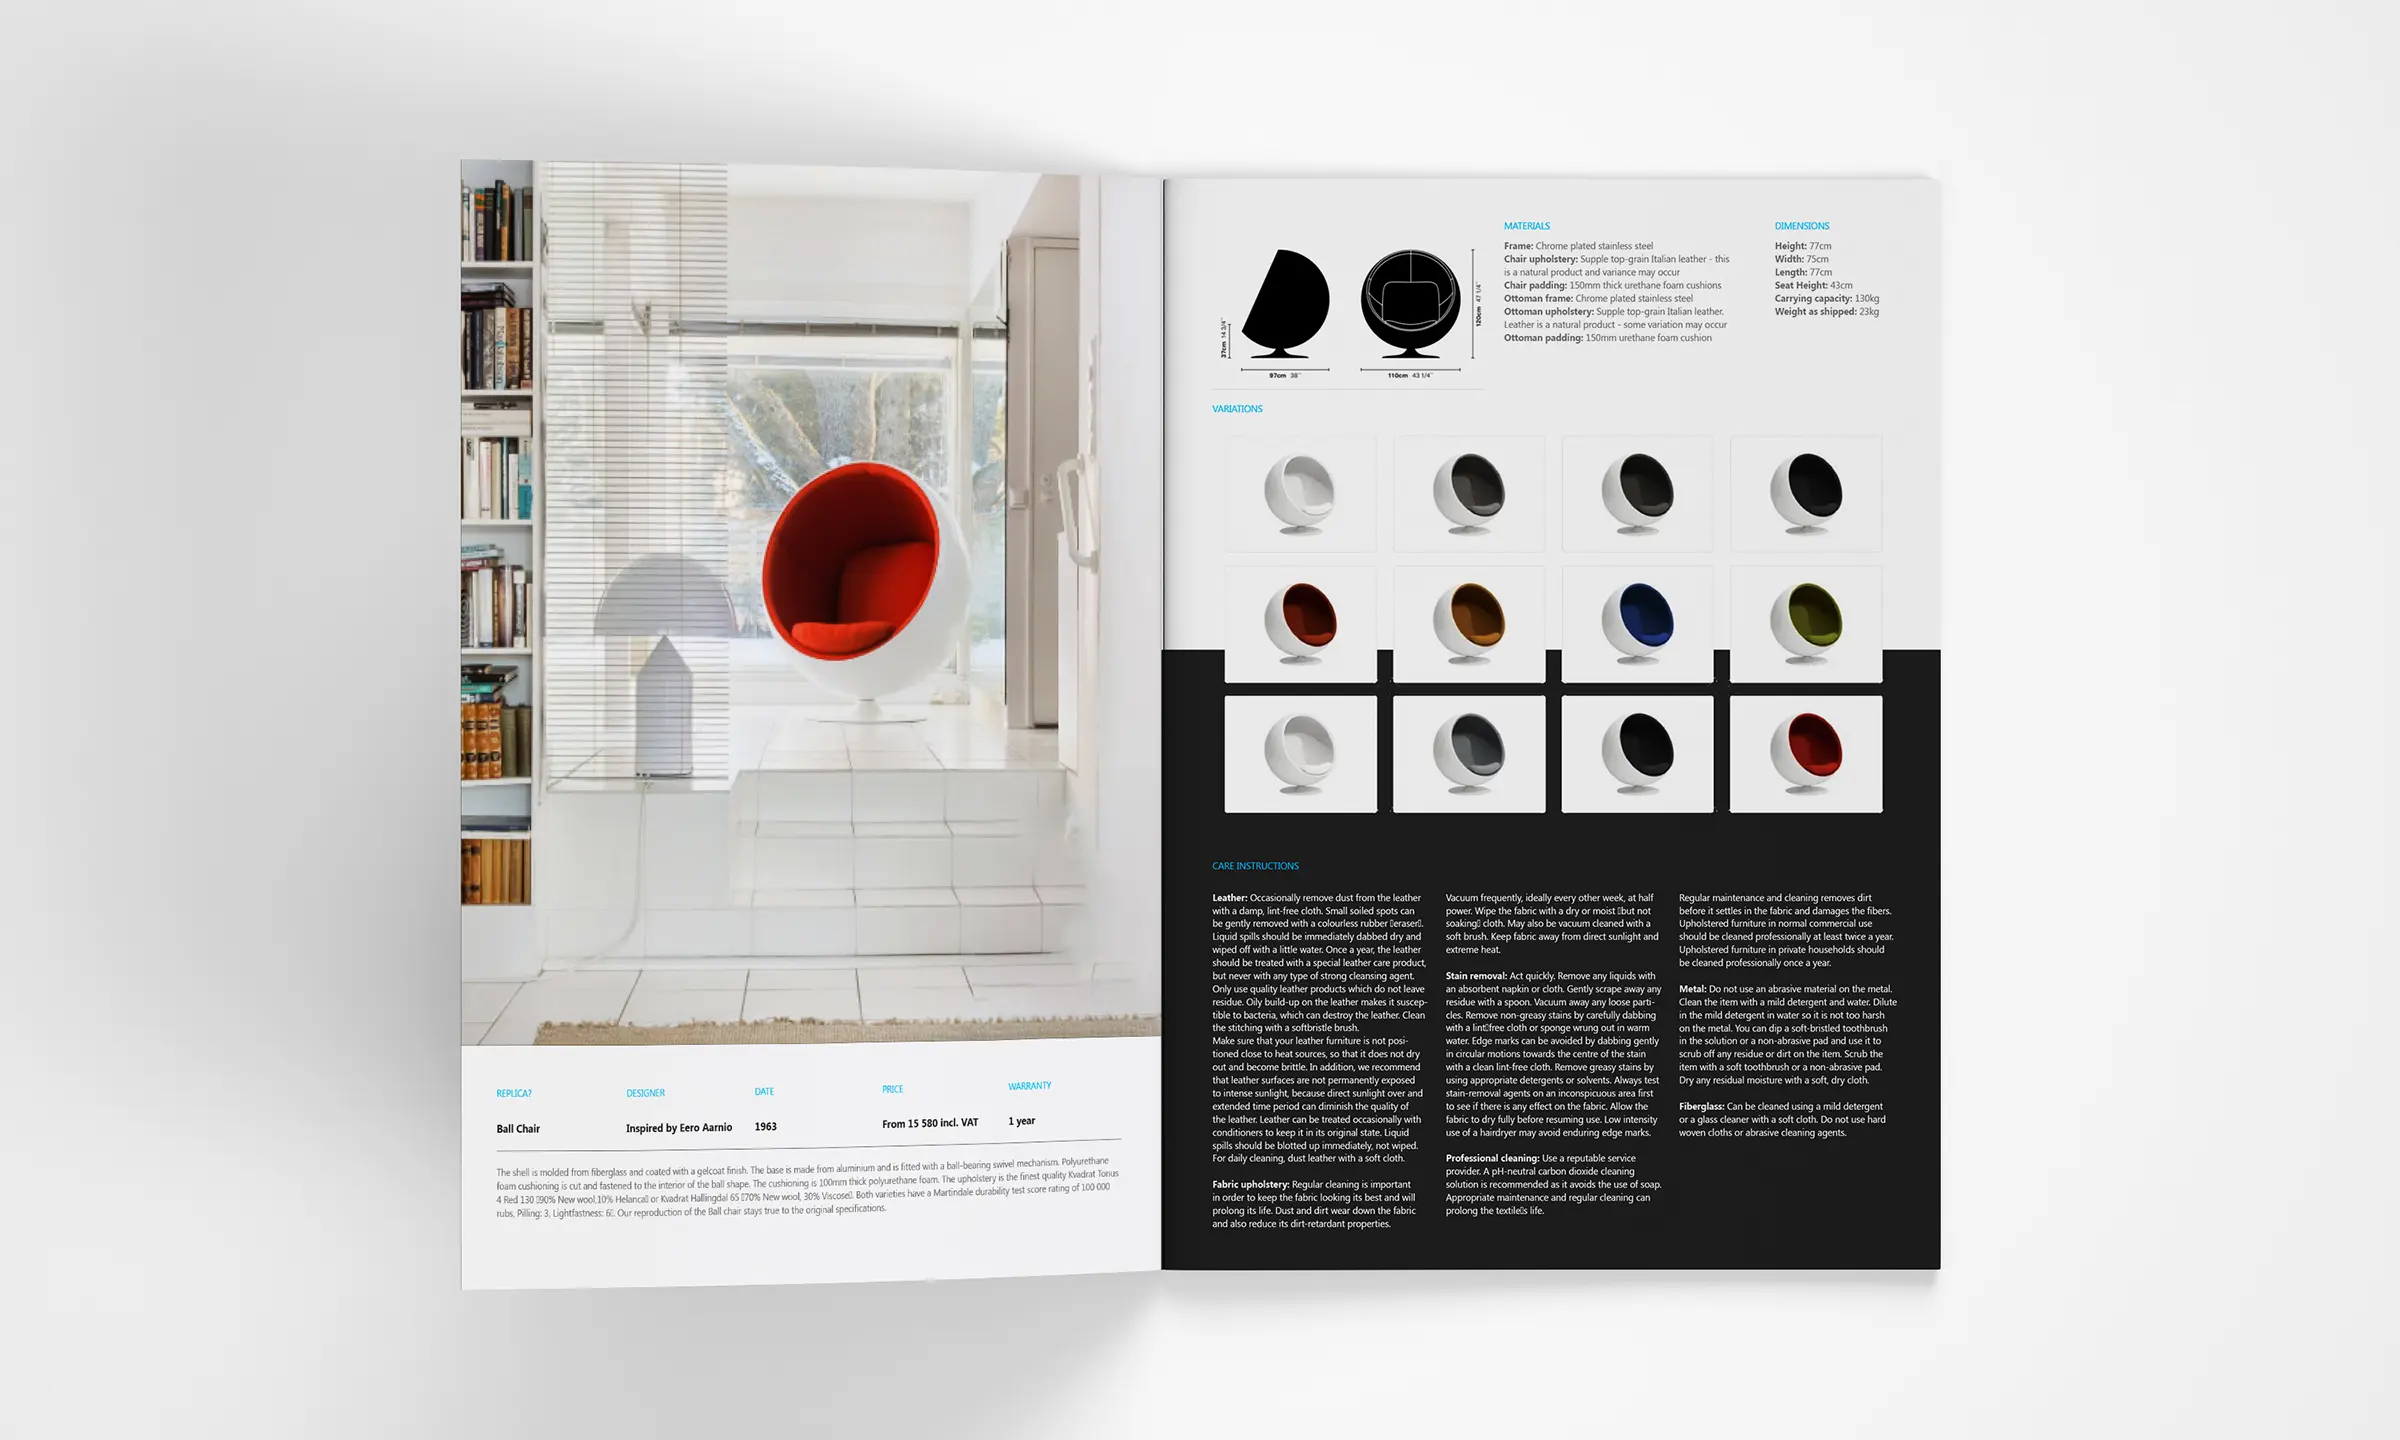 REPLICA? DESIGNER DATE PRICE WARRANTY
Ball Chair Inspired by Eero Aarnio 1963 From 15 580 incl. VAT 1 year
The shell is molded from fiberglass and coated with a gelcoat finish. The base is made from aluminium and is fitted with a ball-bearing swivel mechanism. Polyurethane
foam cushioning is cut and fastened to the interior of the ball shape. The cushioning is 100mm thick polyurethane foam. The upholstery is the finest quality Kvadrat Tonus
4 Red 130 90% New wool,10% Helanca or Kvadrat Hallingdal 65 70% New wool, 30% Viscose. Both varieties have a Martindale durability test score rating of 100 000
rubs, Pilling: 3, Lightfastness: 6. Our reproduction of the Ball chair stays true to the original specifications.
37cm 14 3/4''
97cm 38''
110cm 43 1/4''
120cm 47 1/4''
MATERIALS
Frame: Chrome plated stainless steel
Chair upholstery: Supple top-grain Italian leather - this
is a natural product and variance may occur
Chair padding: 150mm thick urethane foam cushions
Ottoman frame: Chrome plated stainless steel
Ottoman upholstery: Supple top-grain Italian leather.
Leather is a natural product - some variation may occur
Ottoman padding: 150mm urethane foam cushion
DIMENSIONS
Height: 77cm
Width: 75cm
Length: 77cm
Seat Height: 43cm
Carrying capacity: 130kg
Weight as shipped: 23kg
VARIATIONS
CARE INSTRUCTIONS
Leather: Occasionally remove dust from the leather
with a damp, lint-free cloth. Small soiled spots can
be gently removed with a colourless rubber eraser.
Liquid spills should be immediately dabbed dry and
wiped off with a little water. Once a year, the leather
should be treated with a special leather care product,
but never with any type of strong cleansing agent.
Only use quality leather products which do not leave
residue. Oily build-up on the leather makes it suscep-
tible to bacteria, which can destroy the leather. Clean
the stitching with a softbristle brush.
Make sure that your leather furniture is not posi-
tioned close to heat sources, so that it does not dry
out and become brittle. In addition, we recommend
that leather surfaces are not permanently exposed
to intense sunlight, because direct sunlight over and
extended time period can diminish the quality of
the leather. Leather can be treated occasionally with
conditioners to keep it in its original state. Liquid
spills should be blotted up immediately, not wiped.
For daily cleaning, dust leather with a soft cloth.
Fabric upholstery: Regular cleaning is important
in order to keep the fabric looking its best and will
prolong its life. Dust and dirt wear down the fabric
and also reduce its dirt-retardant properties.
Vacuum frequently, ideally every other week, at half
power. Wipe the fabric with a dry or moist but not
soaking cloth. May also be vacuum cleaned with a
soft brush. Keep fabric away from direct sunlight and
extreme heat.
Stain removal: Act quickly. Remove any liquids with
an absorbent napkin or cloth. Gently scrape away any
residue with a spoon. Vacuum away any loose parti-
cles. Remove non-greasy stains by carefully dabbing
with a lint free cloth or sponge wrung out in warm
water. Edge marks can be avoided by dabbing gently
in circular motions towards the centre of the stain
with a clean lint-free cloth. Remove greasy stains by
using appropriate detergents or solvents. Always test
stain-removal agents on an inconspicuous area first
to see if there is any effect on the fabric. Allow the
fabric to dry fully before resuming use. Low intensity
use of a hairdryer may avoid enduring edge marks.
Professional cleaning: Use a reputable service
provider. A pH-neutral carbon dioxide cleaning
solution is recommended as it avoids the use of soap.
Appropriate maintenance and regular cleaning can
prolong the textile s life.
Regular maintenance and cleaning removes dirt
before it settles in the fabric and damages the fibers.
Upholstered furniture in normal commercial use
should be cleaned professionally at least twice a year.
Upholstered furniture in private households should
be cleaned professionally once a year.
Metal: Do not use an abrasive material on the metal.
Clean the item with a mild detergent and water. Dilute
in the mild detergent in water so it is not too harsh
on the metal. You can dip a soft-bristled toothbrush
in the solution or a non-abrasive pad and use it to
scrub off any residue or dirt on the item. Scrub the
item with a soft toothbrush or a non-abrasive pad.
Dry any residual moisture with a soft, dry cloth.
Fiberglass: Can be cleaned using a mild detergent
or a glass cleaner with a soft cloth. Do not use hard
woven cloths or abrasive cleaning agents.